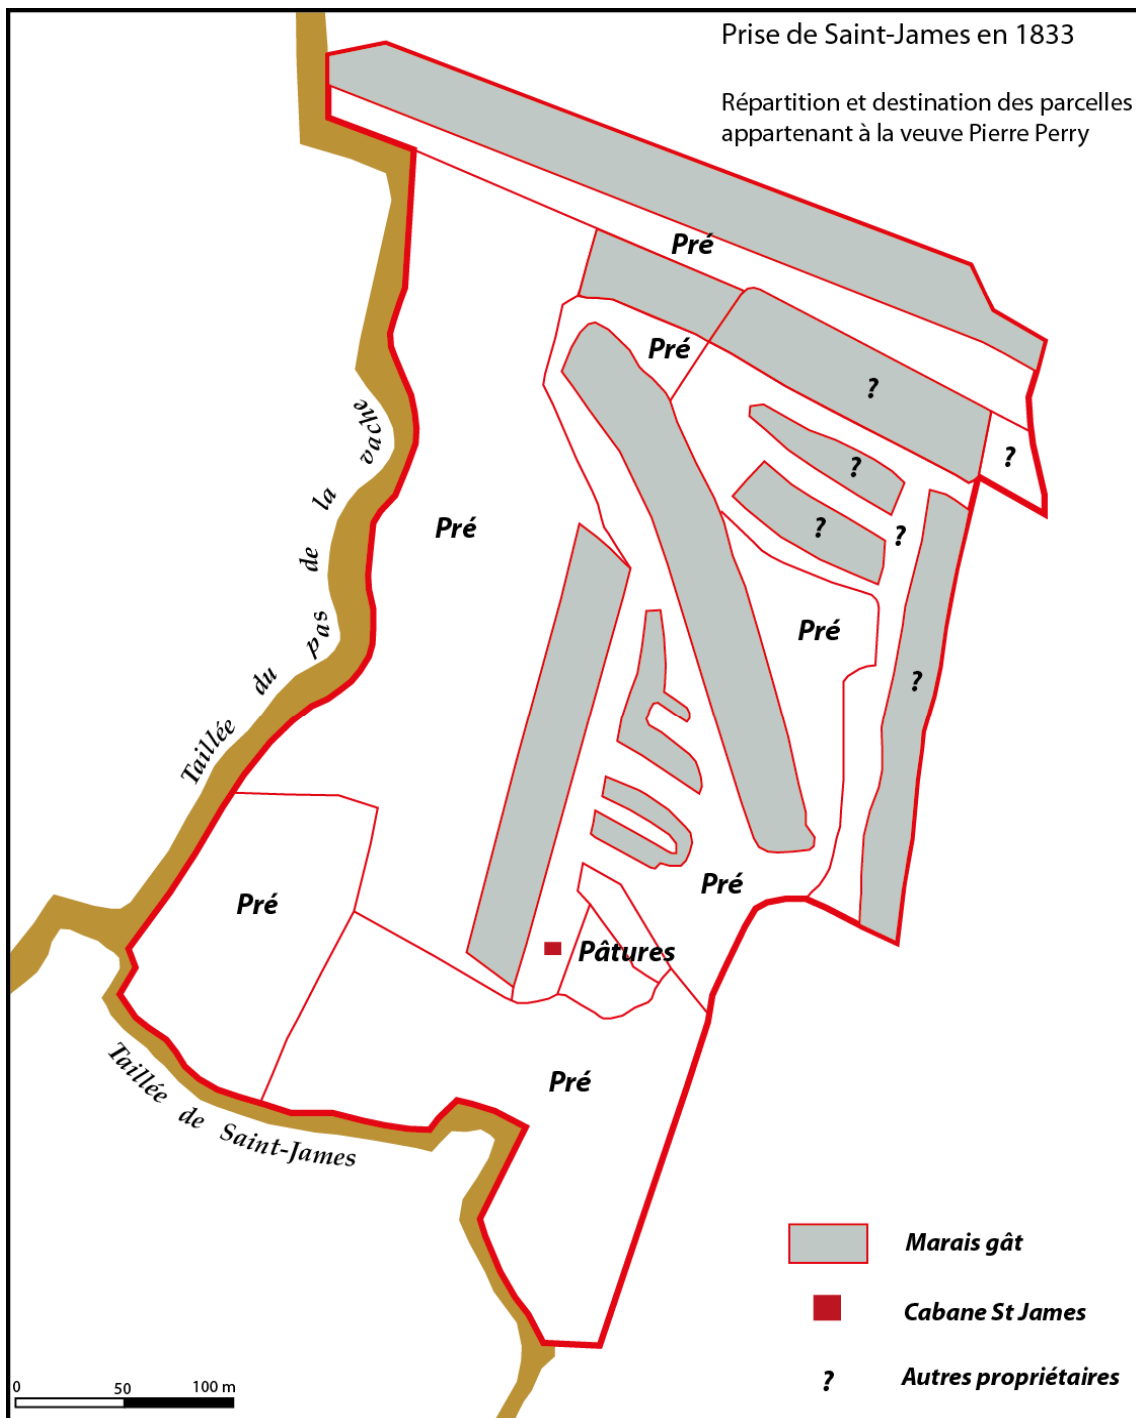 Prise de Saint-James en 1833
Répartition et destination des parcelles
appartenant à la veuve Pierre Perry
Pré
Pré
?
?
?
?
?
Pré
Pré
?
Taillée du pas de la vache
Pré
Pré
Pâtures
Pré
Taillée de Saint-James
Marais gât
Cabane St James
? Autres propriétaires
0 50 100 m